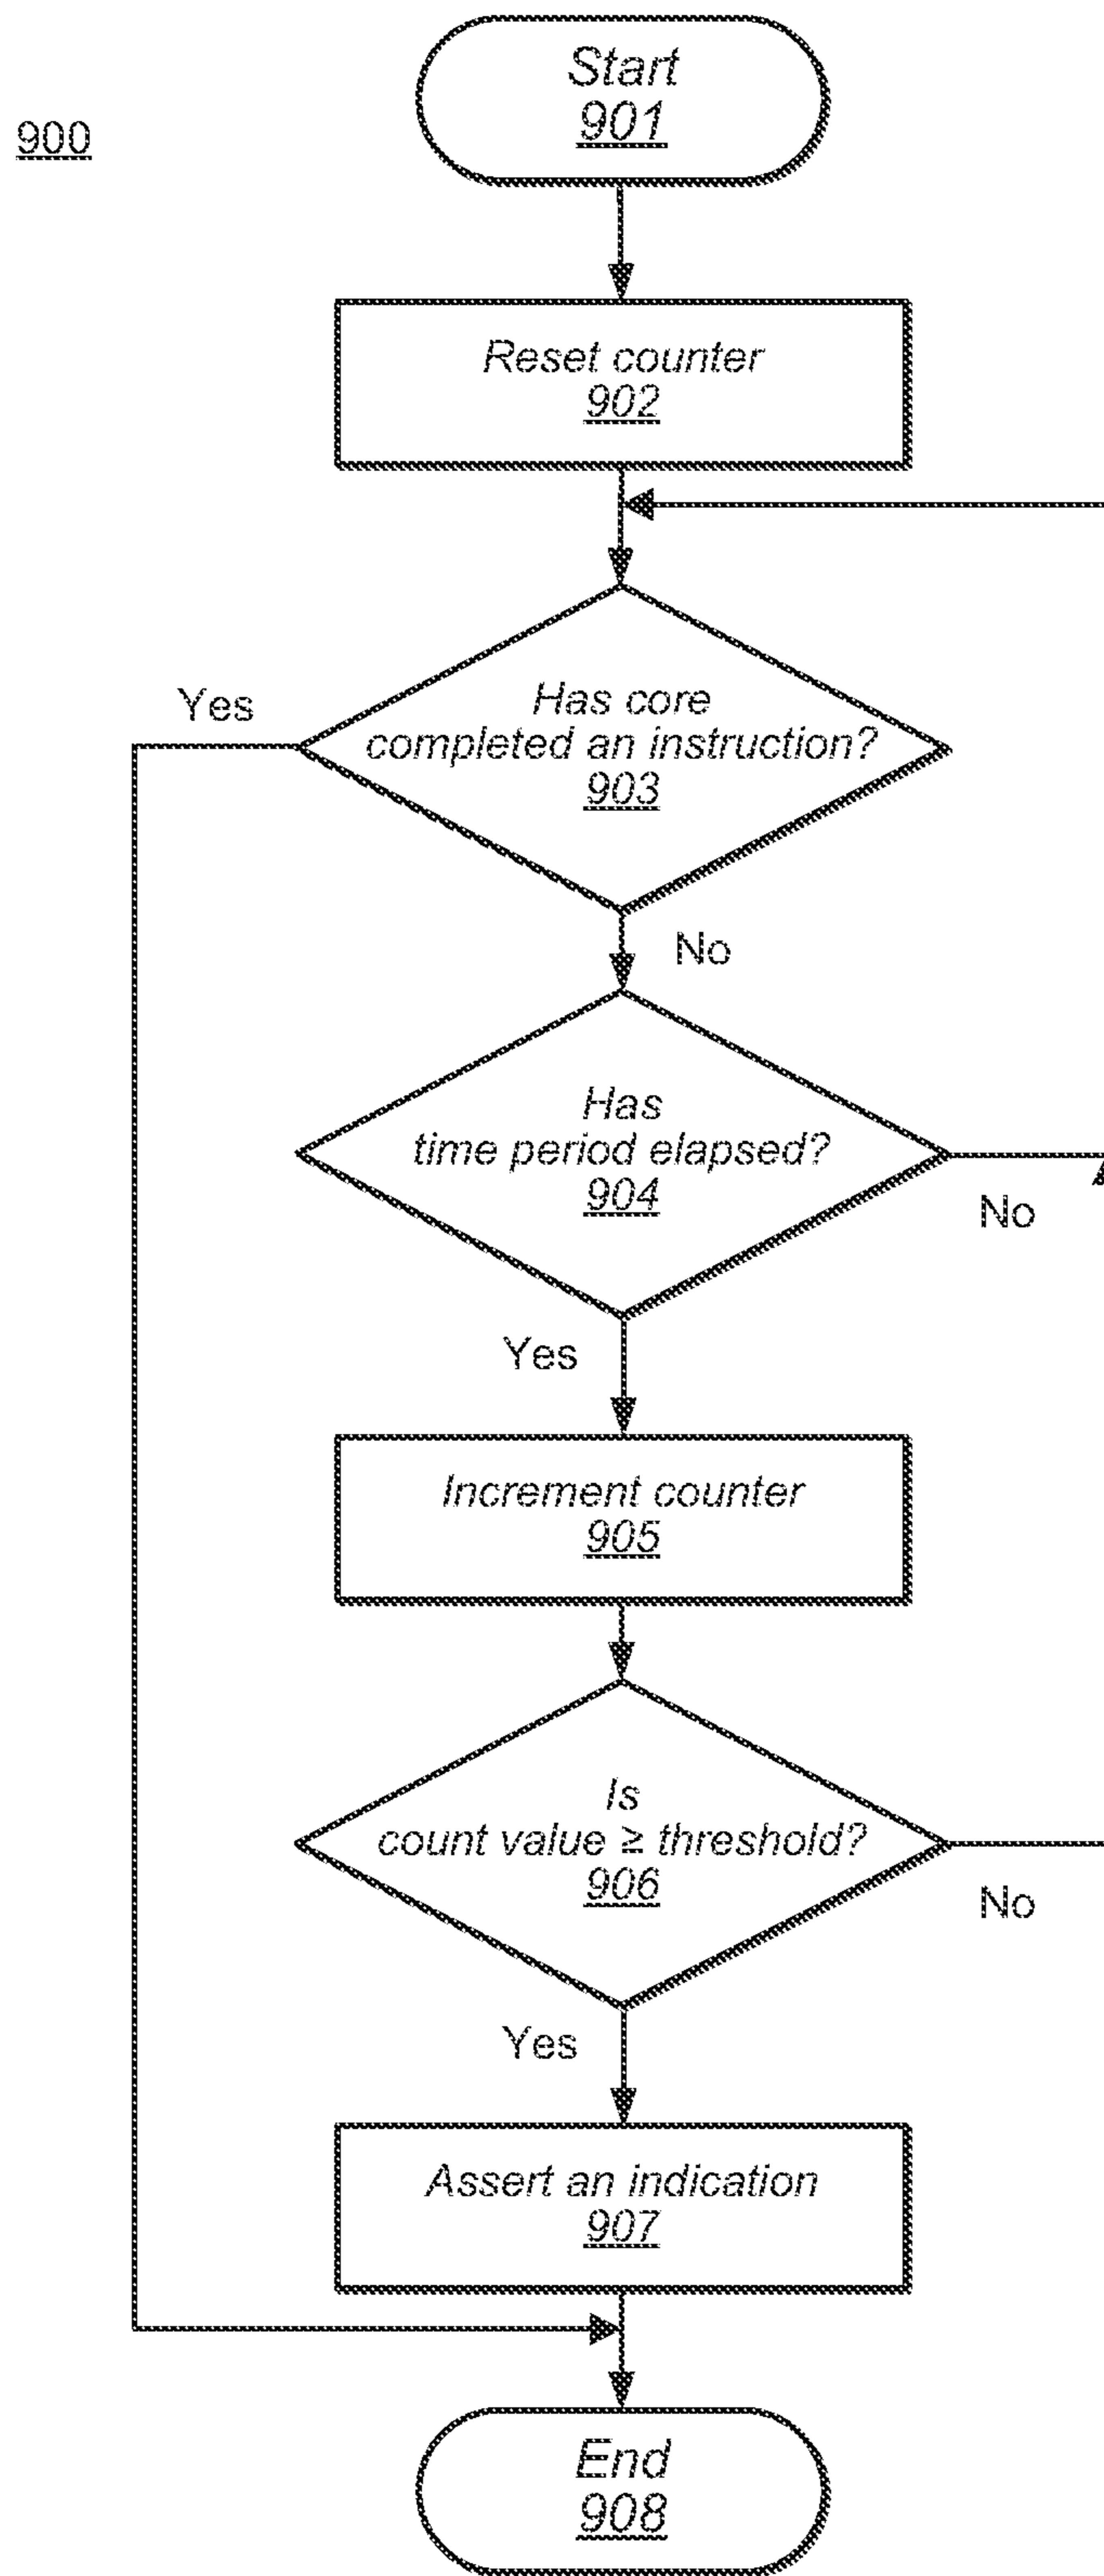 900
Start
901
Reset counter
902
Yes
Has core
completed an instruction?
903
No
Has
time period elapsed?
904
No
Yes
Increment counter
905
Is
count value ≥ threshold?
906
No
Yes
Assert an indication
907
End
908